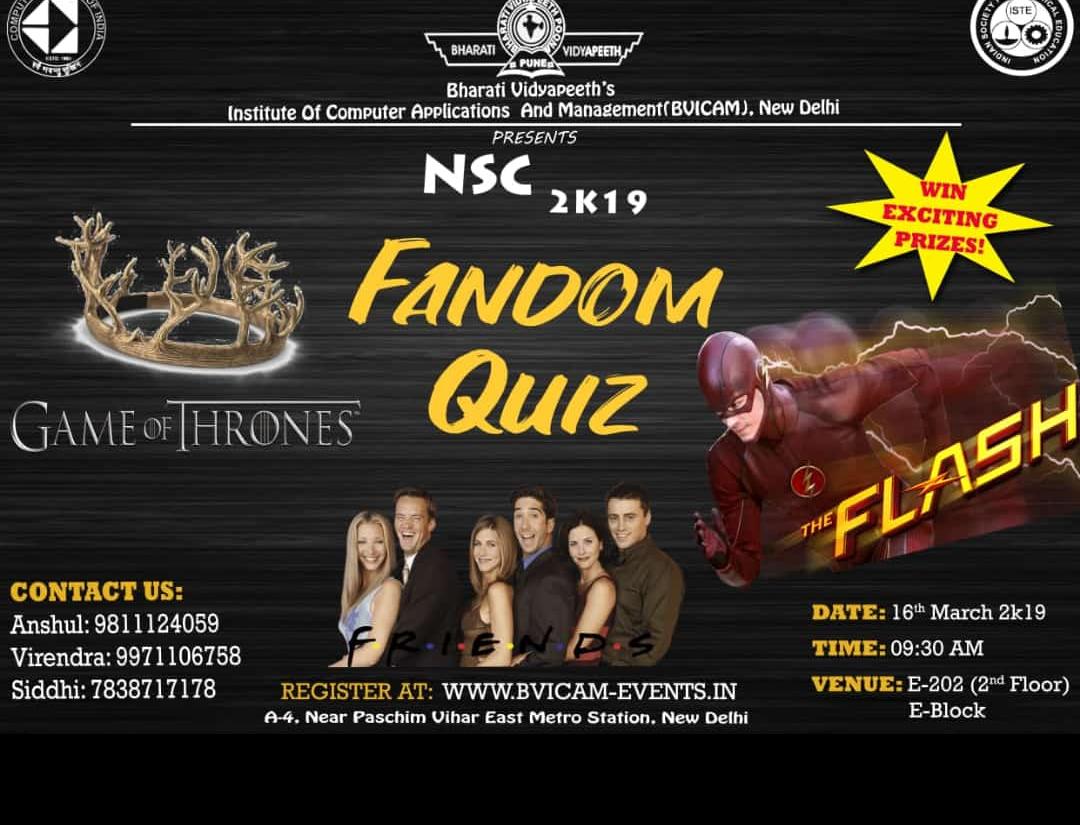 BHARATI VIDYAPEETH
PUNE
ISTE
Bharati Vidyapeeth's
Institute Of Computer Applications And Management(BVICAM), New Delhi
PRESENTS
NSC
2K19
WIN
EXCITING
PRIZES!
FANDOM
QUIZ
GAME OF THRONES
THE FLASH
F.R.I.E.N.D.S
CONTACT US:
Anshul: 9811124059
Virendra: 9971106758
Siddhi: 7838717178
REGISTER AT: WWW.BVICAM-EVENTS.IN
A-4, Near Paschim Vihar East Metro Station, New Delhi
DATE: 16th March 2k19
TIME: 09:30 AM
VENUE: E-202 (2nd Floor)
E-Block